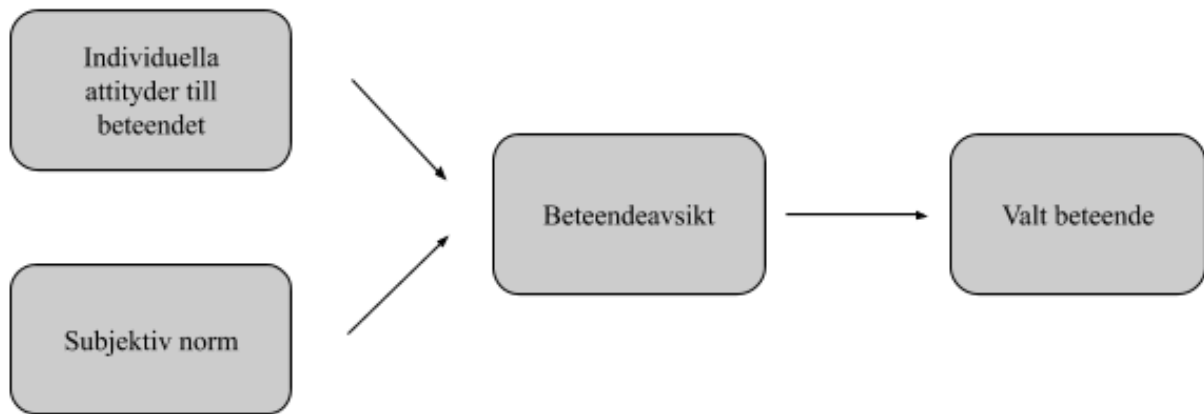 Individuella
attityder till
beteendet
Subjektiv norm
Beteendeavsikt
Valt beteende